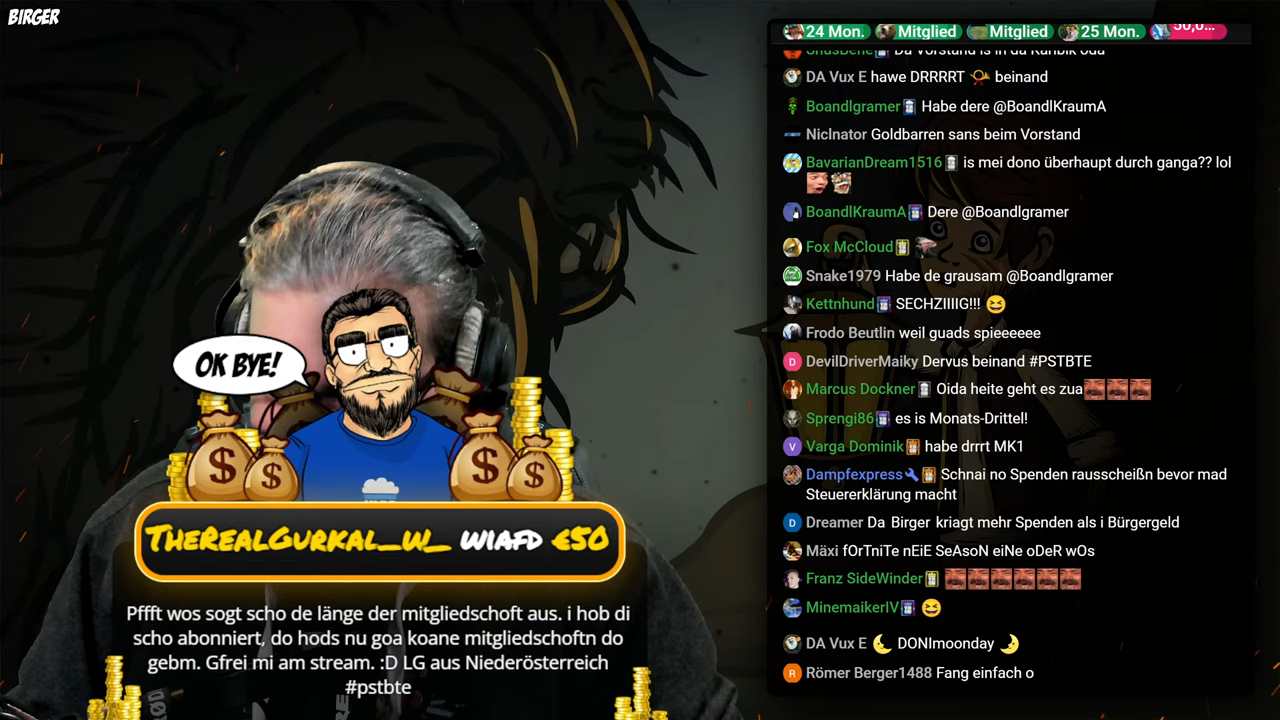 BIRGER
24 Mon.
Mitglied
Mitglied
25 Mon.
DA Vux E hawe DRRRRT beinand
Boandlgramer Habe dere @BoandlKraumA
Niclnator Goldbarren sans beim Vorstand
BavarianDream1516 is mei dono überhaupt durch ganga?? lol
BoandlKraumA Dere @Boandlgramer
Fox McCloud
Snake1979 Habe de grausam @Boandlgramer
Kettnhund SECHZIIIIG!!!
Frodo Beutlin weil guads spieeeeee
D DevilDriverMaiky Dervus beinand #PSTBTE
Marcus Dockner Oida heite geht es zua
Sprengi86 es is Monats-Drittel!
V Varga Dominik habe drrrt MK1
Dampfexpress Schnai no Spenden rausscheißn bevor mad
Steuererklärung macht
D Dreamer Da Birger kriagt mehr Spenden als i Bürgergeld
Mäxi fOrTniTe nEiE SeAsoN eiNe oDeR wOs
Franz SideWinder
MinemaikerIV
DA Vux E DONImoonday
R Römer Berger1488 Fang einfach o
OK BYE!
$
$
$
$
TheRealGurkal_w_ wiafd €50
Pffft wos sogt scho de länge der mitgliedschoft aus. i hob di
scho abonniert, do hods nu goa koane mitgliedschoftn do
gebm. Gfrei mi am stream. :D LG aus Niederösterreich
#pstbte